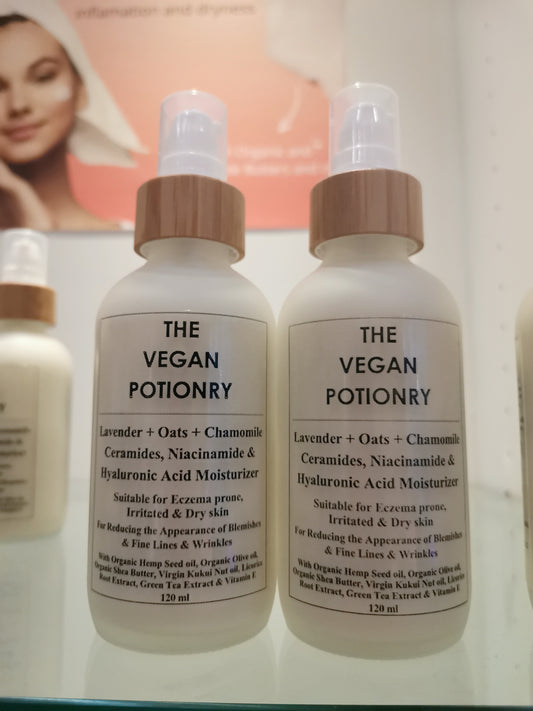 inflamation and dryness
THE
VEGAN
POTIONRY
Lavender + Oats + Chamomile
Ceramides, Niacinamide &
Hyaluronic Acid Moisturizer
Suitable for Eczema prone,
Irritated & Dry skin
For Reducing the Appearance of Blemishes
& Fine Lines & Wrinkles
With Organic Hemp Seed oil, Organic Olive oil,
Organic Shea Butter, Virgin Kukui Nut oil, Licorice
Root Extract, Green Tea Extract & Vitamin E
120 ml
THE
VEGAN
POTIONRY
Lavender + Oats + Chamomile
Ceramides, Niacinamide &
Hyaluronic Acid Moisturizer
Suitable for Eczema prone,
Irritated & Dry skin
For Reducing the Appearance of Blemishes
& Fine Lines & Wrinkles
With Organic Hemp Seed oil, Organic Olive oil,
Organic Shea Butter, Virgin Kukui Nut oil, Licorice
Root Extract, Green Tea Extract & Vitamin E
120 ml